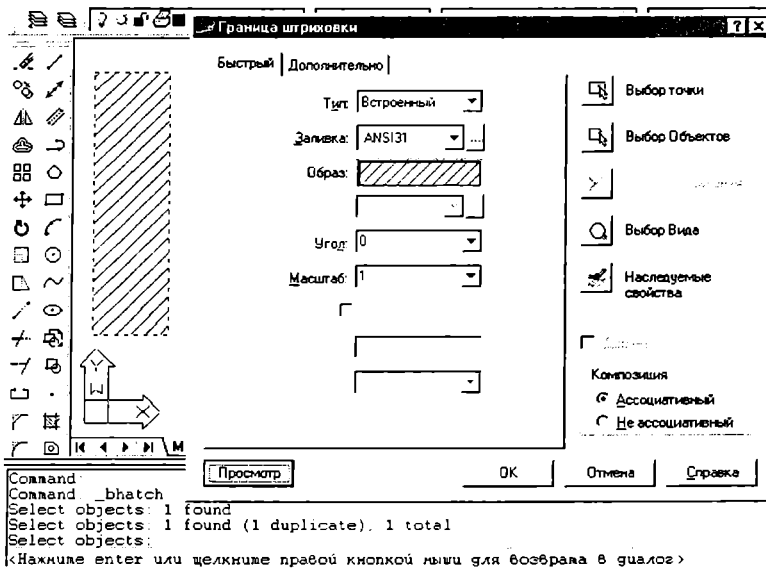 Граница штриховки
Быстрый
Дополнительно
Тип: Встроенный
Заливка: ANSI31
Образ:
Угол: 0
Масштаб: 1
Выбор точки
Выбор Объектов
Выбор Вида
Наследуемые
свойства
Композиция
Ассоциативный
Не ассоциативный
Просмотр
OK
Отмена
Справка
Y
W
X
M
Command:
Command: _bhatch
Select objects: 1 found
Select objects: 1 found (1 duplicate), 1 total
Select objects:
<Нажмите enter или щелкните правой кнопкой мыши для возврата в диалог>